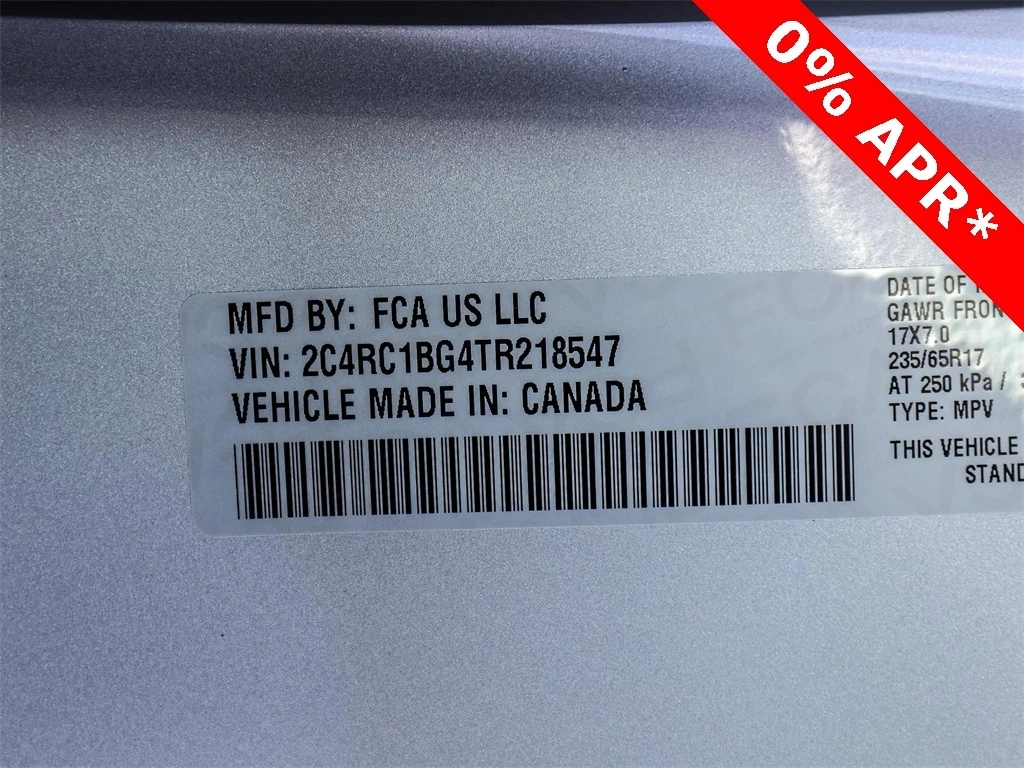 0% APR*
MFD BY: FCA US LLC
VIN: 2C4RC1BG4TR218547
VEHICLE MADE IN: CANADA
DATE OF
GAWR FRON
17X7.0
235/65R17
AT 250 kPa /
TYPE: MPV
THIS VEHICLE
STAND